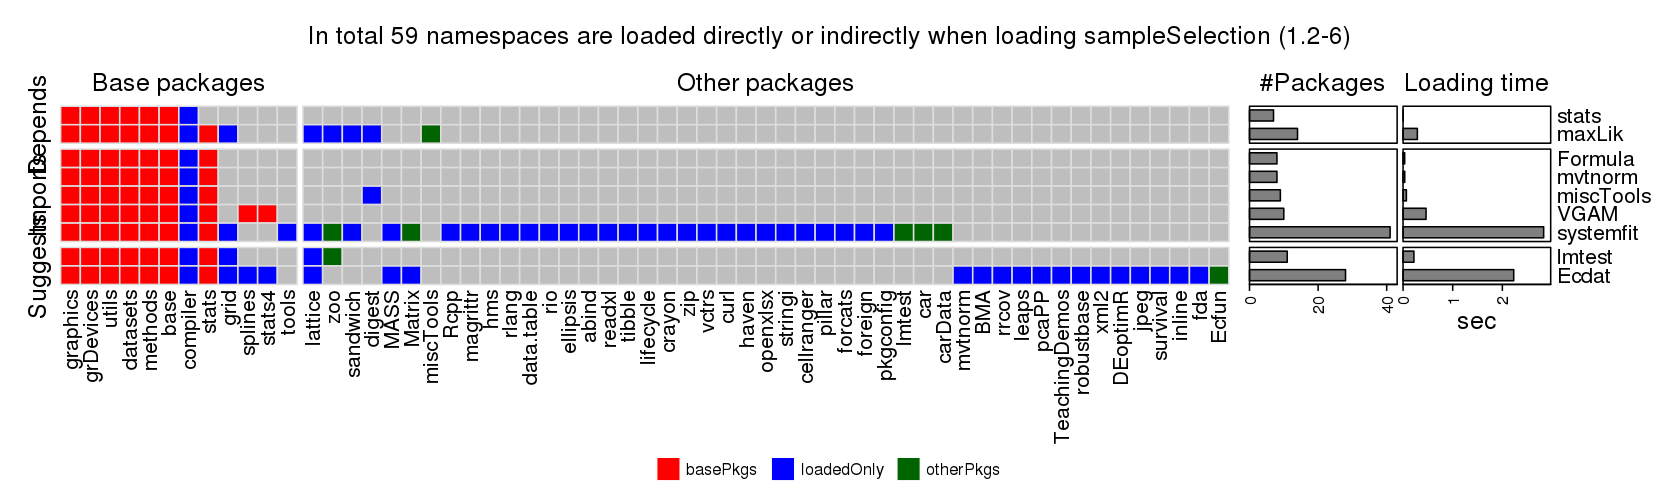 In total 59 namespaces are loaded directly or indirectly when loading sampleSelection (1.2-6)
Base packages
Other packages
#Packages
Loading time
Depends
Imports
Suggests
stats
maxLik
Formula
mvtnorm
miscTools
VGAM
systemfit
lmtest
Ecdat
0 20 40
0 1 2
sec
graphics
grDevices
utils
datasets
methods
base
compiler
stats
grid
splines
stats4
tools
lattice
zoo
sandwich
digest
MASS
Matrix
miscTools
Rcpp
magrittr
hms
rlang
data.table
rio
ellipsis
abind
readxl
tibble
lifecycle
crayon
zip
vctrs
curl
haven
openxlsx
stringi
cellranger
pillar
forcats
foreign
pkgconfig
lmtest
car
carData
mvtnorm
BMA
rrcov
leaps
pcaPP
TeachingDemos
robustbase
xml2
DEoptimR
jpeg
survival
inline
fda
Ecfun
basePkgs
loadedOnly
otherPkgs